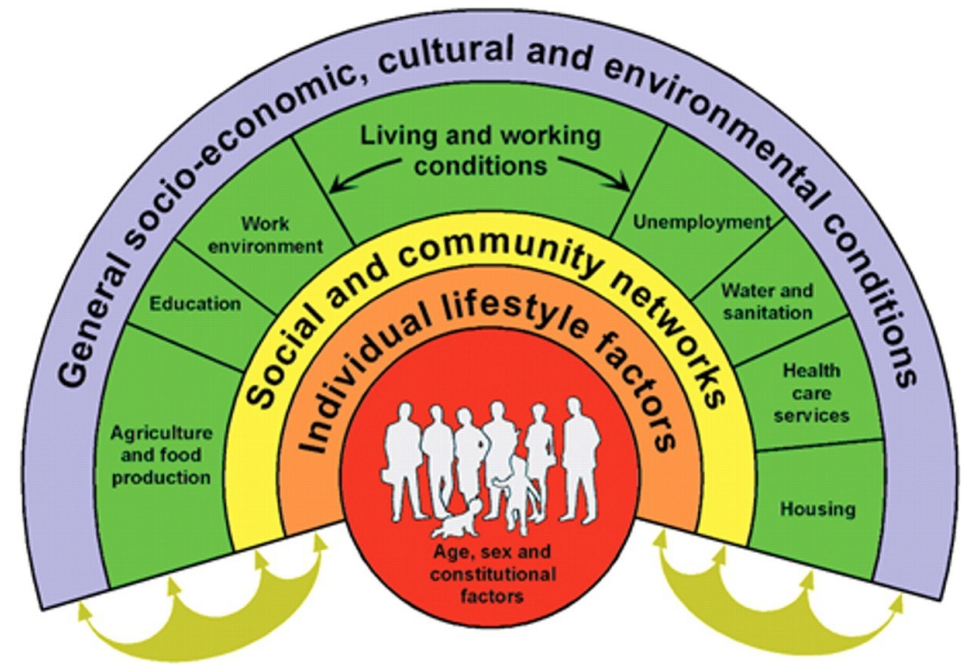 General socio-economic, cultural and environmental conditions
Living and working
conditions
Work
environment
Unemployment
Education
Water and
sanitation
Health
care
services
Agriculture
and food
production
Housing
Social and community networks
Individual lifestyle factors
Age, sex and
constitutional
factors